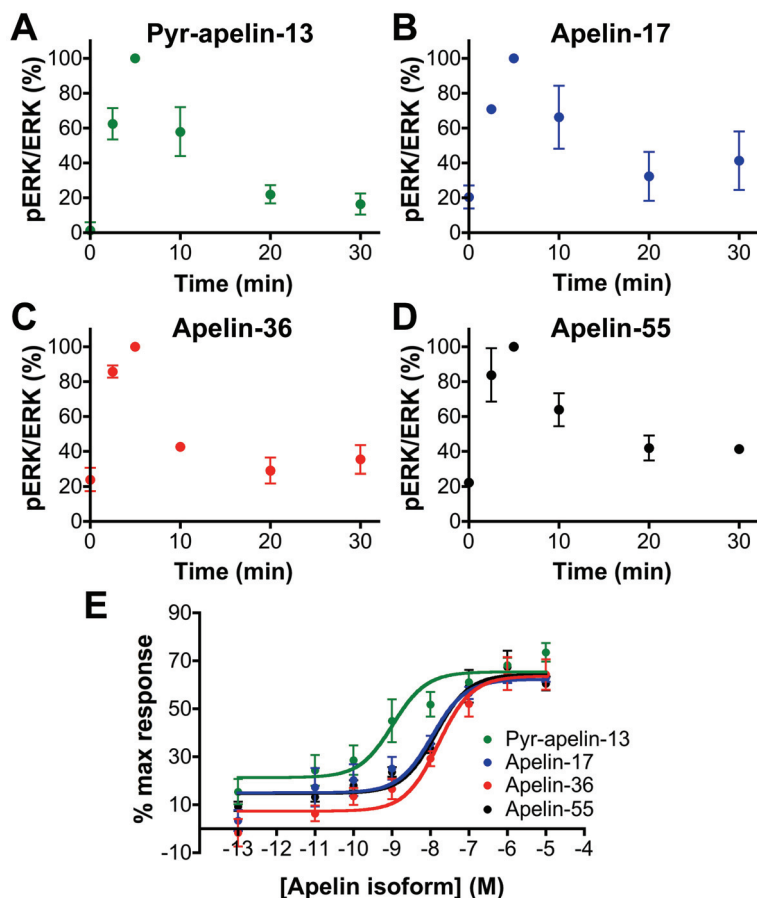 A
Pyr-apelin-13
pERK/ERK (%)
100
80
60
40
20
0
0 10 20 30
Time (min)
B
Apelin-17
pERK/ERK (%)
100
80
60
40
20
0
0 10 20 30
Time (min)
C
Apelin-36
pERK/ERK (%)
100
80
60
40
20
0
0 10 20 30
Time (min)
D
Apelin-55
pERK/ERK (%)
100
80
60
40
20
0
0 10 20 30
Time (min)
E
% max response
90
70
50
30
10
-10
Pyr-apelin-13
Apelin-17
Apelin-36
Apelin-55
-13 -12 -11 -10 -9 -8 -7 -6 -5 -4
[Apelin isoform] (M)